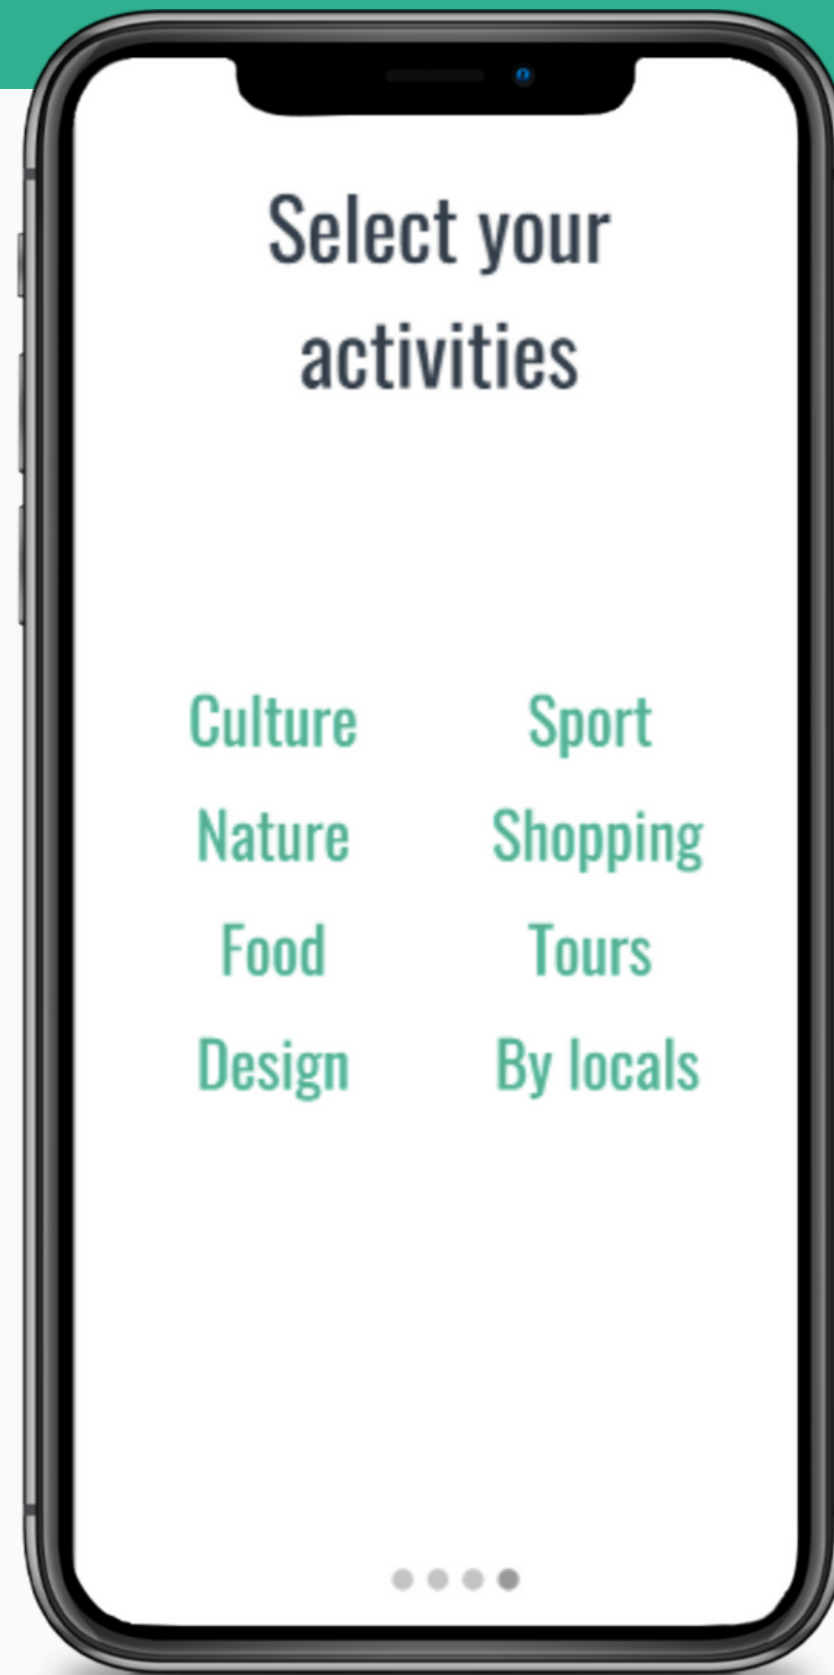 Select your
activities
Culture
Sport
Nature
Shopping
Food
Tours
Design
By locals